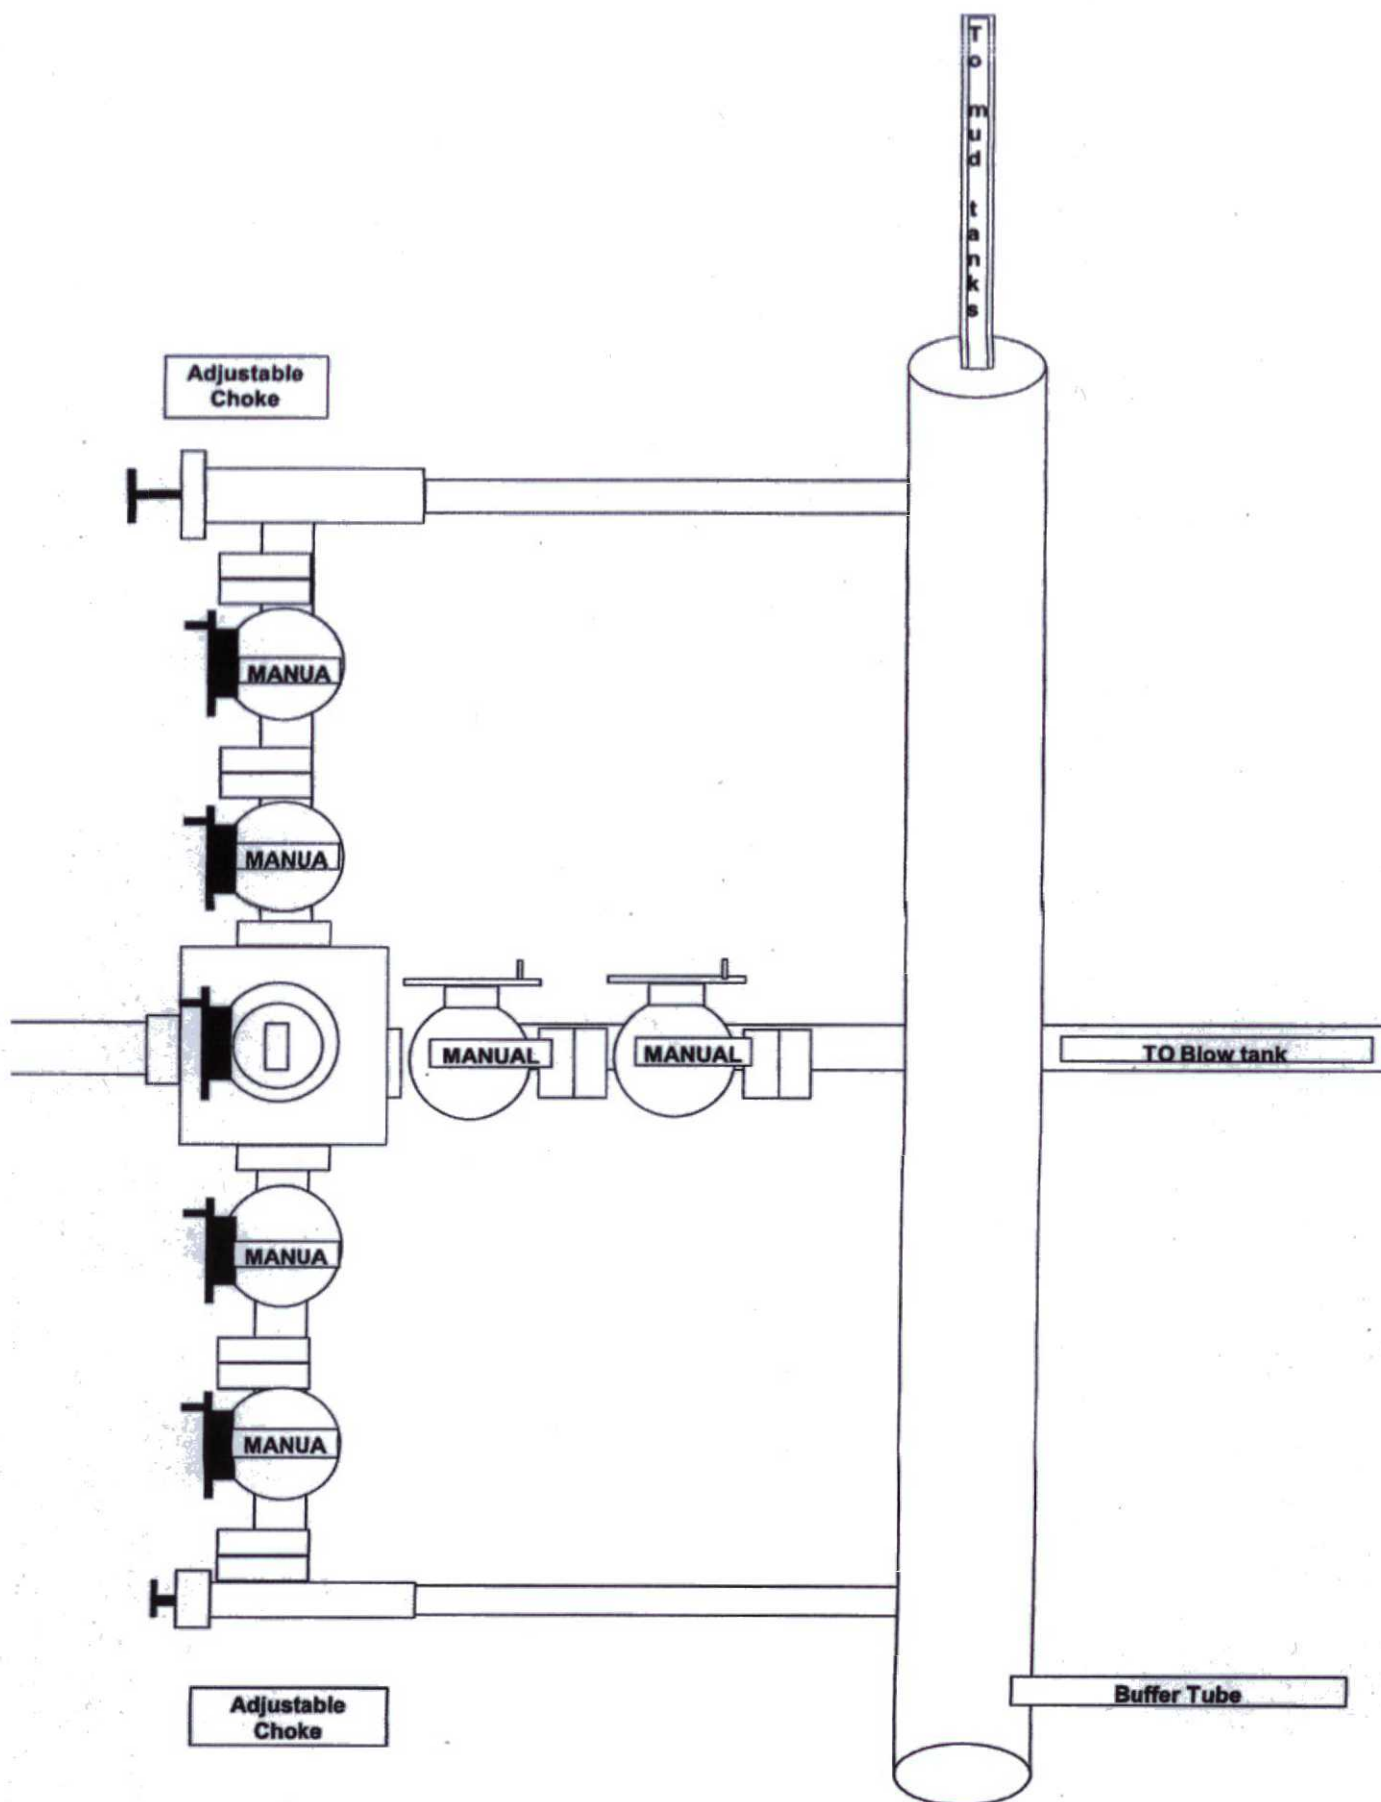 To mud tanks
Adjustable
Choke
MANUA
MANUA
MANUAL
MANUAL
TO Blow tank
MANUA
MANUA
Buffer Tube
Adjustable
Choke